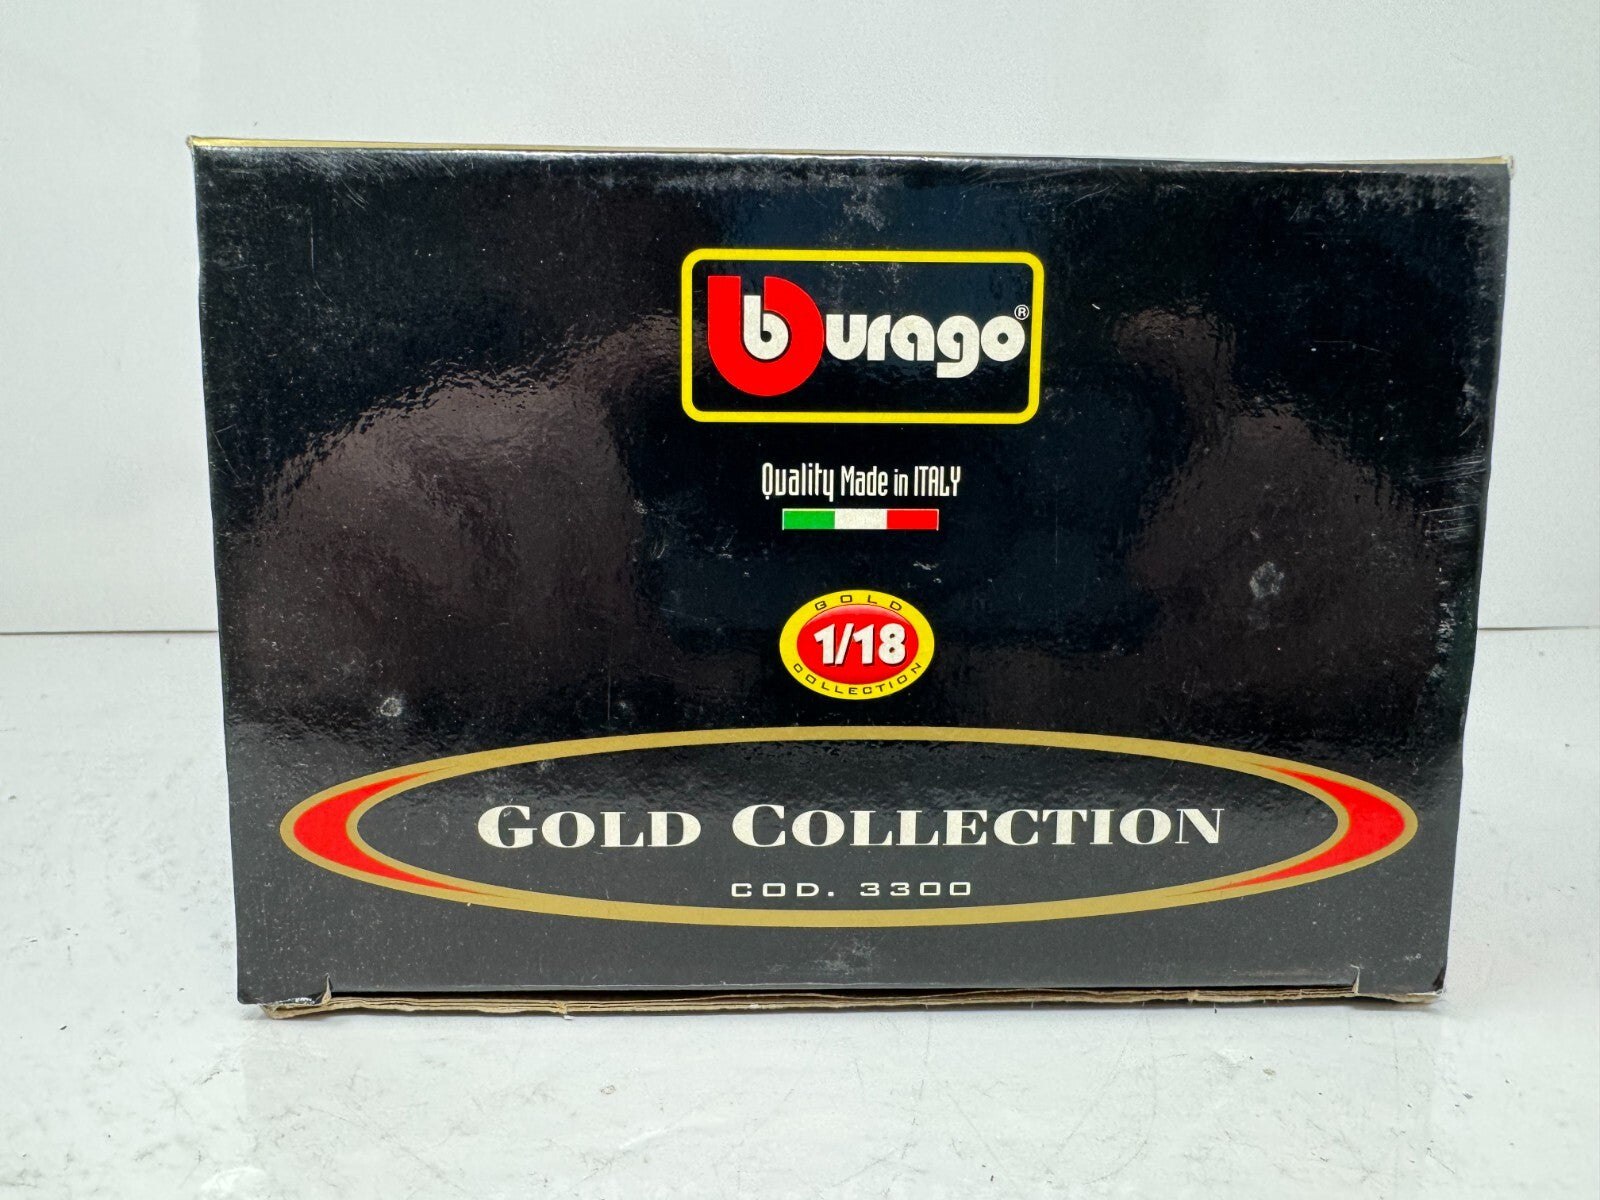 burago®
Quality Made in ITALY
GOLD
1/18
COLLECTION
GOLD COLLECTION
COD. 3300